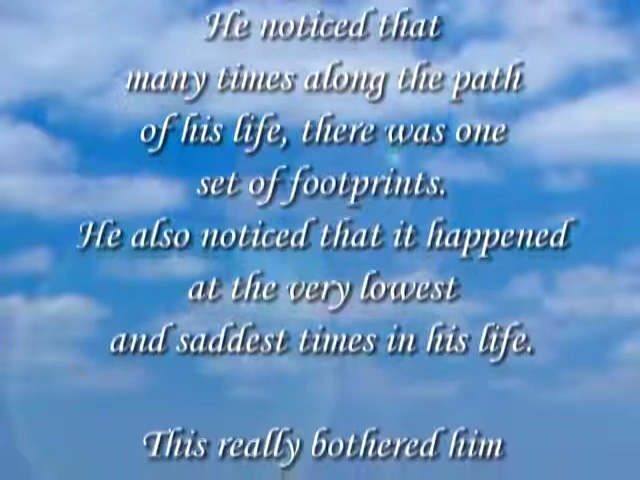 He noticed that
many times along the path
of his life, there was one
set of footprints.
He also noticed that it happened
at the very lowest
and saddest times in his life.
This really bothered him